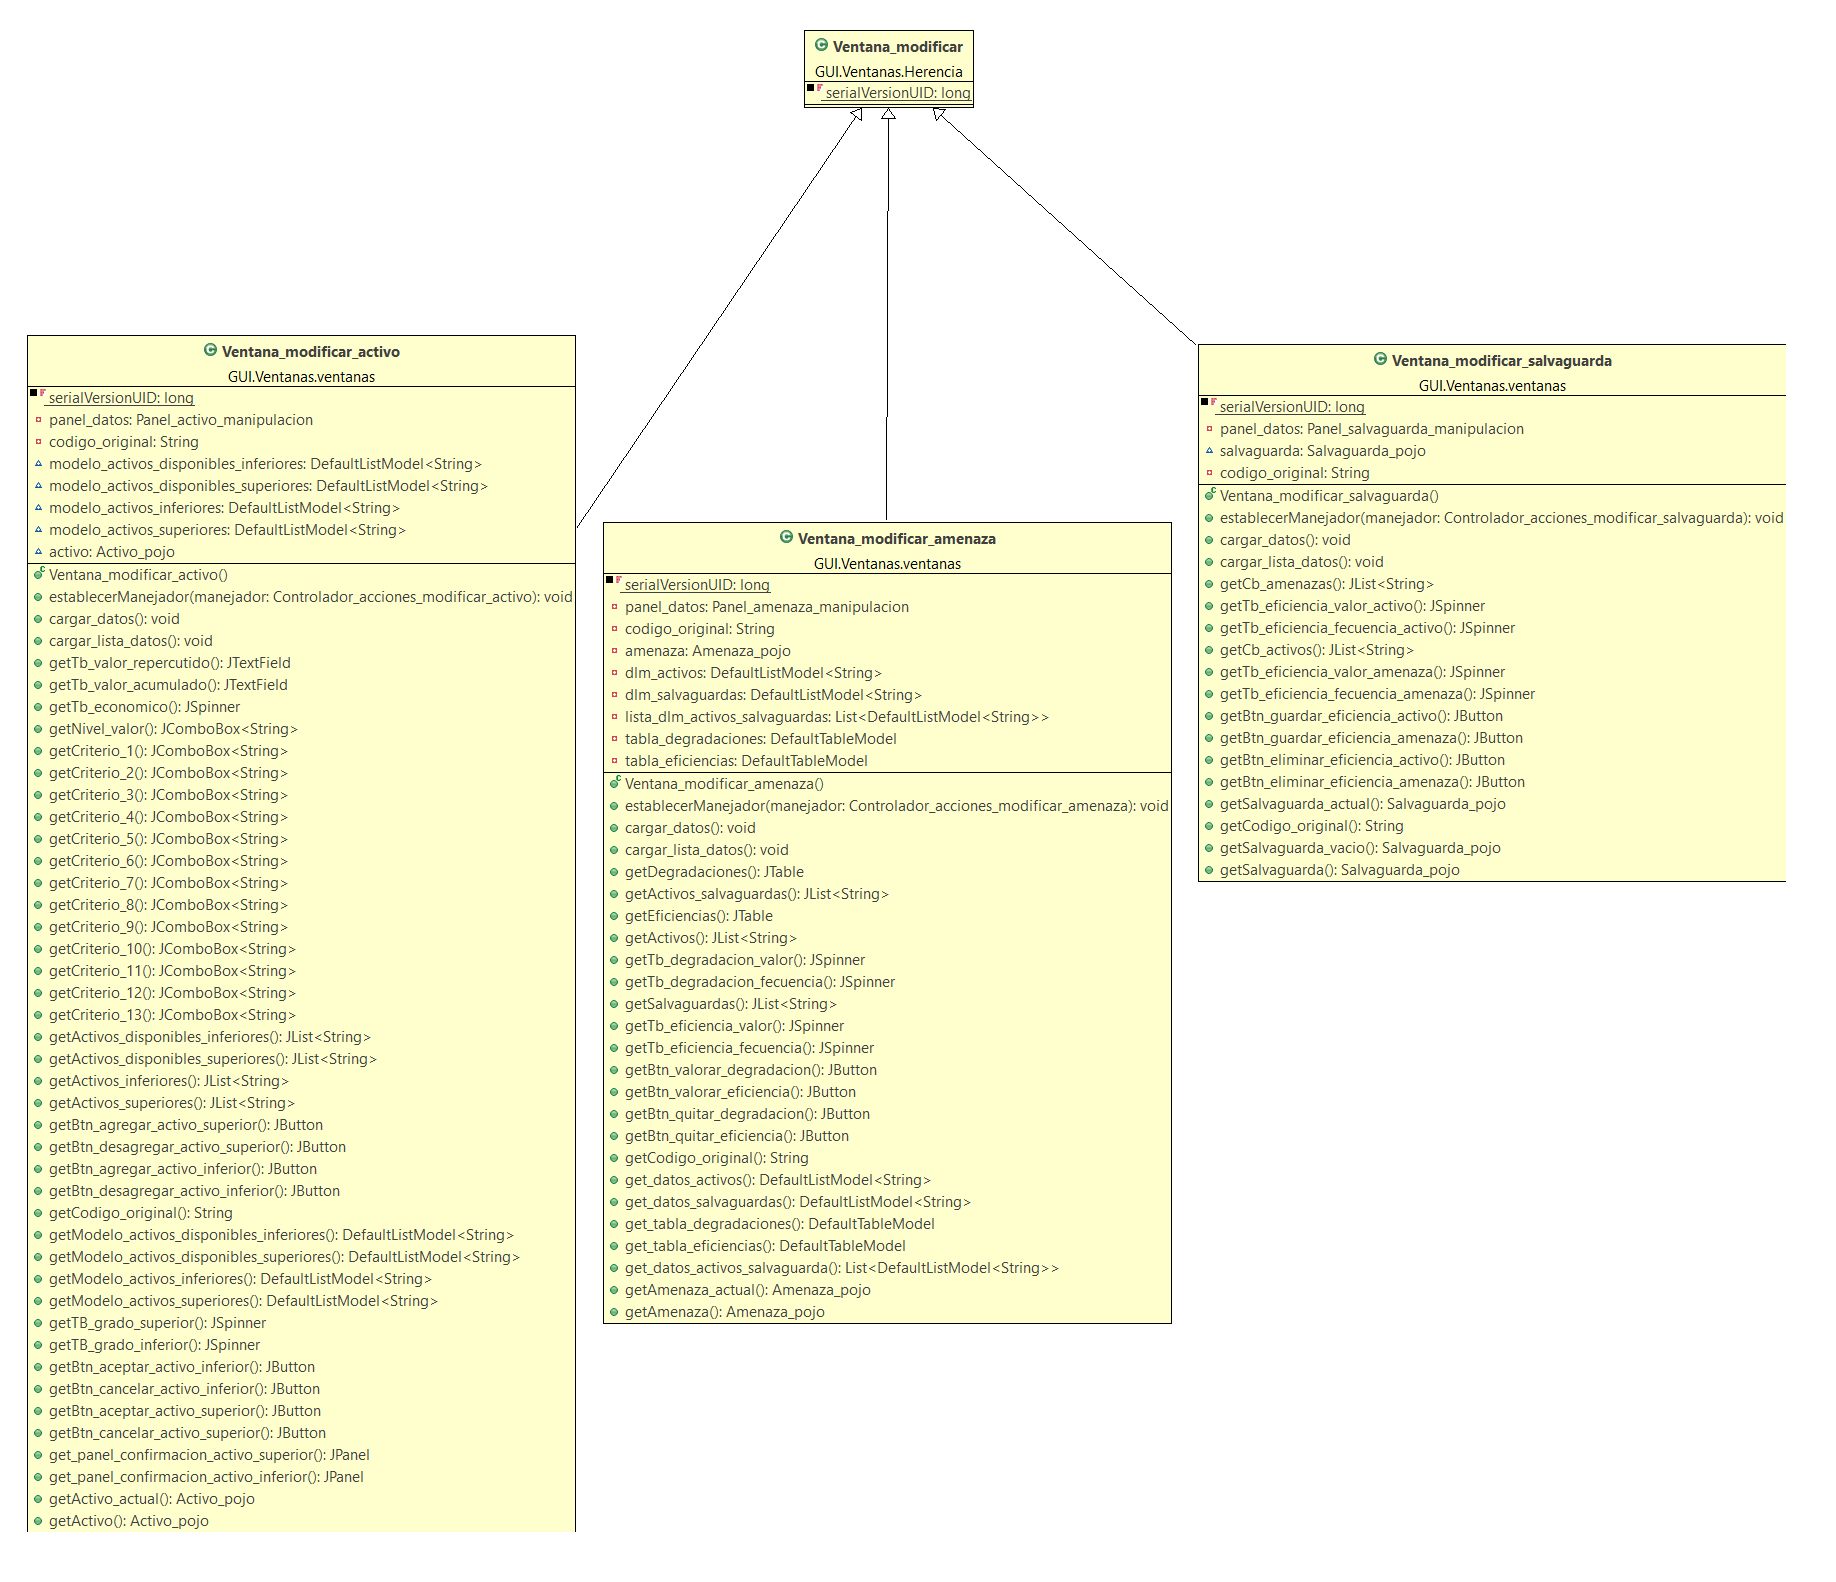 Ventana_modificar
GUI.Ventanas.Herencia
serialVersionUID: long
Ventana_modificar_activo
GUI.Ventanas.ventanas
serialVersionUID: long
panel_datos: Panel_activo_manipulacion
codigo_original: String
modelo_activos_disponibles_inferiores: DefaultListModel<String>
modelo_activos_disponibles_superiores: DefaultListModel<String>
modelo_activos_inferiores: DefaultListModel<String>
modelo_activos_superiores: DefaultListModel<String>
activo: Activo_pojo
Ventana_modificar_activo()
establecerManejador(manejador: Controlador_acciones_modificar_activo): void
cargar_datos(): void
cargar_lista_datos(): void
getTb_valor_repercutido(): JTextField
getTb_valor_acumulado(): JTextField
getTb_economico(): JSpinner
getNivel_valor(): JComboBox<String>
getCriterio_1(): JComboBox<String>
getCriterio_2(): JComboBox<String>
getCriterio_3(): JComboBox<String>
getCriterio_4(): JComboBox<String>
getCriterio_5(): JComboBox<String>
getCriterio_6(): JComboBox<String>
getCriterio_7(): JComboBox<String>
getCriterio_8(): JComboBox<String>
getCriterio_9(): JComboBox<String>
getCriterio_10(): JComboBox<String>
getCriterio_11(): JComboBox<String>
getCriterio_12(): JComboBox<String>
getCriterio_13(): JComboBox<String>
getActivos_disponibles_inferiores(): JList<String>
getActivos_disponibles_superiores(): JList<String>
getActivos_inferiores(): JList<String>
getActivos_superiores(): JList<String>
getBtn_agregar_activo_superior(): JButton
getBtn_desagregar_activo_superior(): JButton
getBtn_agregar_activo_inferior(): JButton
getBtn_desagregar_activo_inferior(): JButton
getCodigo_original(): String
getModelo_activos_disponibles_inferiores(): DefaultListModel<String>
getModelo_activos_disponibles_superiores(): DefaultListModel<String>
getModelo_activos_inferiores(): DefaultListModel<String>
getModelo_activos_superiores(): DefaultListModel<String>
getTB_grado_superior(): JSpinner
getTB_grado_inferior(): JSpinner
getBtn_aceptar_activo_inferior(): JButton
getBtn_cancelar_activo_inferior(): JButton
getBtn_aceptar_activo_superior(): JButton
getBtn_cancelar_activo_superior(): JButton
get_panel_confirmacion_activo_superior(): JPanel
get_panel_confirmacion_activo_inferior(): JPanel
getActivo_actual(): Activo_pojo
getActivo(): Activo_pojo
Ventana_modificar_amenaza
GUI.Ventanas.ventanas
serialVersionUID: long
panel_datos: Panel_amenaza_manipulacion
codigo_original: String
amenaza: Amenaza_pojo
dlm_activos: DefaultListModel<String>
dlm_salvaguardas: DefaultListModel<String>
lista_dlm_activos_salvaguardas: List<DefaultListModel<String>>
tabla_degradaciones: DefaultTableModel
tabla_eficiencias: DefaultTableModel
Ventana_modificar_amenaza()
establecerManejador(manejador: Controlador_acciones_modificar_amenaza): void
cargar_datos(): void
cargar_lista_datos(): void
getDegradaciones(): JTable
getActivos_salvaguardas(): JList<String>
getEficiencias(): JTable
getActivos(): JList<String>
getTb_degradacion_valor(): JSpinner
getTb_degradacion_fecuencia(): JSpinner
getSalvaguardas(): JList<String>
getTb_eficiencia_valor(): JSpinner
getTb_eficiencia_fecuencia(): JSpinner
getBtn_valorar_degradacion(): JButton
getBtn_valorar_eficiencia(): JButton
getBtn_quitar_degradacion(): JButton
getBtn_quitar_eficiencia(): JButton
getCodigo_original(): String
get_datos_activos(): DefaultListModel<String>
get_datos_salvaguardas(): DefaultListModel<String>
get_tabla_degradaciones(): DefaultTableModel
get_tabla_eficiencias(): DefaultTableModel
get_datos_activos_salvaguarda(): List<DefaultListModel<String>>
getAmenaza_actual(): Amenaza_pojo
getAmenaza(): Amenaza_pojo
Ventana_modificar_salvaguarda
GUI.Ventanas.ventanas
serialVersionUID: long
panel_datos: Panel_salvaguarda_manipulacion
salvaguarda: Salvaguarda_pojo
codigo_original: String
Ventana_modificar_salvaguarda()
establecerManejador(manejador: Controlador_acciones_modificar_salvaguarda): void
cargar_datos(): void
cargar_lista_datos(): void
getCb_amenazas(): JList<String>
getTb_eficiencia_valor_activo(): JSpinner
getTb_eficiencia_fecuencia_activo(): JSpinner
getCb_activos(): JList<String>
getTb_eficiencia_valor_amenaza(): JSpinner
getTb_eficiencia_fecuencia_amenaza(): JSpinner
getBtn_guardar_eficiencia_activo(): JButton
getBtn_guardar_eficiencia_amenaza(): JButton
getBtn_eliminar_eficiencia_activo(): JButton
getBtn_eliminar_eficiencia_amenaza(): JButton
getSalvaguarda_actual(): Salvaguarda_pojo
getCodigo_original(): String
getSalvaguarda_vacio(): Salvaguarda_pojo
getSalvaguarda(): Salvaguarda_pojo